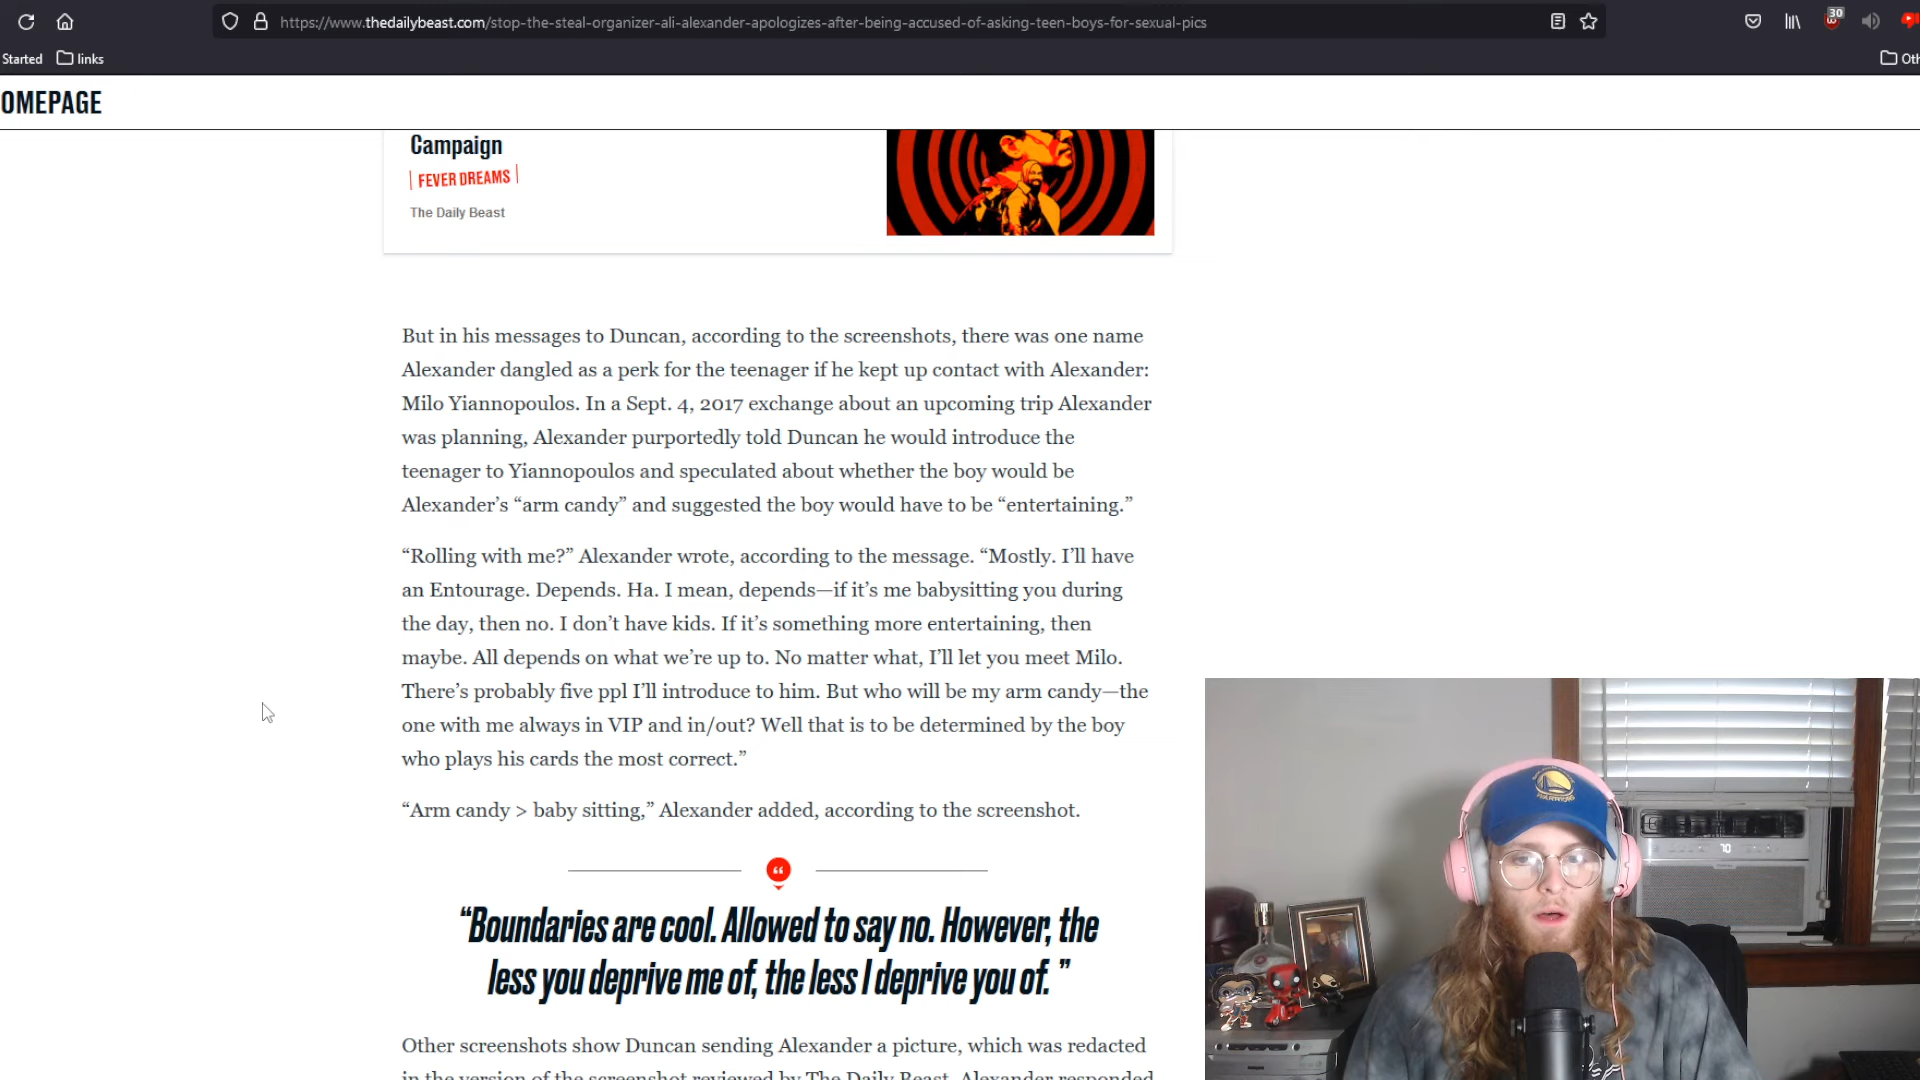 30
https://www.thedailybeast.com/stop-the-steal-organizer-ali-alexander-apologizes-after-being-accused-of-asking-teen-boys-for-sexual-pics
Started
links
Oth
OMEPAGE
Campaign
FEVER DREAMS
The Daily Beast
But in his messages to Duncan, according to the screenshots, there was one name
Alexander dangled as a perk for the teenager if he kept up contact with Alexander:
Milo Yiannopoulos. In a Sept. 4, 2017 exchange about an upcoming trip Alexander
was planning, Alexander purportedly told Duncan he would introduce the
teenager to Yiannopoulos and speculated about whether the boy would be
Alexander’s “arm candy” and suggested the boy would have to be “entertaining.”
“Rolling with me?” Alexander wrote, according to the message. “Mostly. I’ll have
an Entourage. Depends. Ha. I mean, depends—if it’s me babysitting you during
the day, then no. I don’t have kids. If it’s something more entertaining, then
maybe. All depends on what we’re up to. No matter what, I’ll let you meet Milo.
There’s probably five ppl I’ll introduce to him. But who will be my arm candy—the
one with me always in VIP and in/out? Well that is to be determined by the boy
who plays his cards the most correct.”
“Arm candy > baby sitting,” Alexander added, according to the screenshot.
“Boundaries are cool. Allowed to say no. However, the
less you deprive me of, the less I deprive you of.”
Other screenshots show Duncan sending Alexander a picture, which was redacted
in the version of the screenshot reviewed by The Daily Beast. Alexander responded
WARRIORS
70